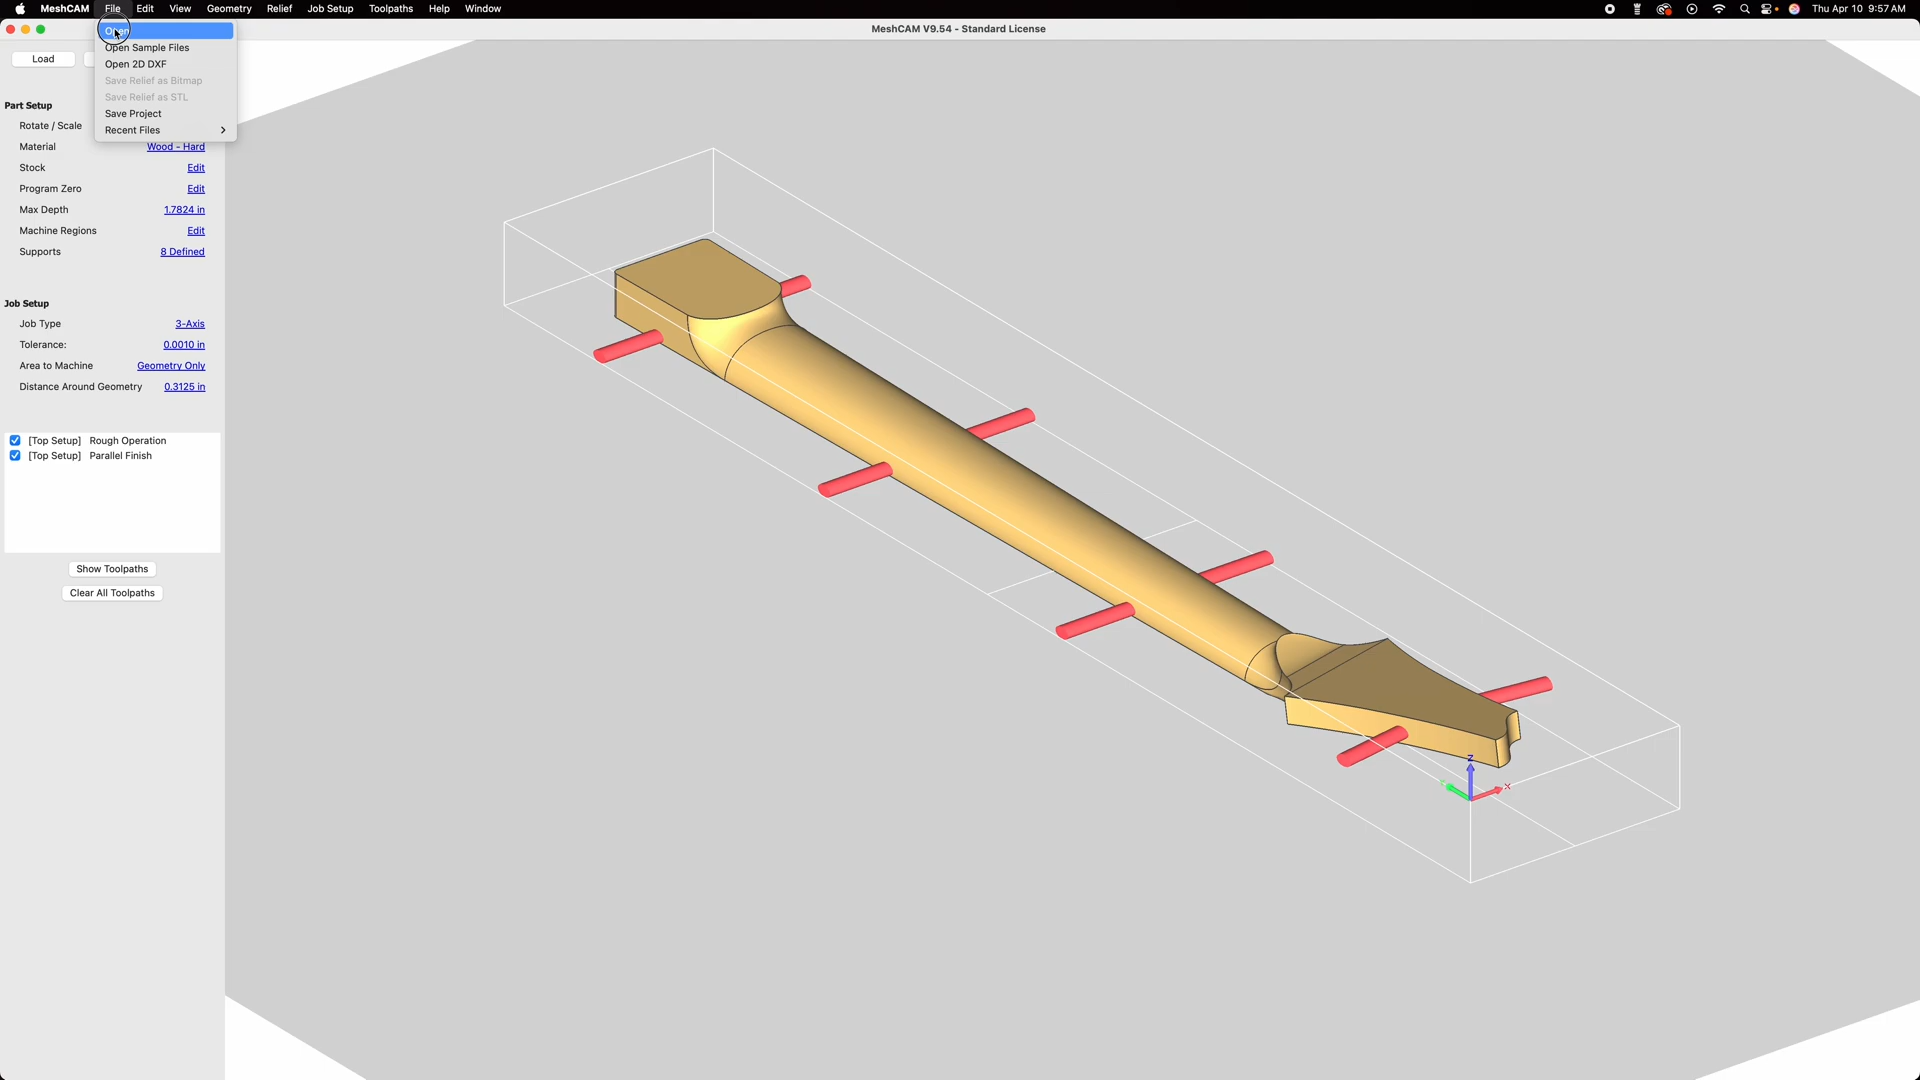 MeshCAM File Edit View Geometry Relief Job Setup Toolpaths Help Window Thu Apr 10 9:57 AM
MeshCAM V9.54 - Standard License
Open
Open Sample Files
Open 2D DXF
Save Relief as Bitmap
Save Relief as STL
Save Project
Recent Files
Load
Part Setup
Rotate / Scale
Material Wood - Hard
Stock Edit
Program Zero Edit
Max Depth 1.7824 in
Machine Regions Edit
Supports 8 Defined
Job Setup
Job Type 3-Axis
Tolerance: 0.0010 in
Area to Machine Geometry Only
Distance Around Geometry 0.3125 in
[Top Setup] Rough Operation
[Top Setup] Parallel Finish
Show Toolpaths
Clear All Toolpaths
Z
X